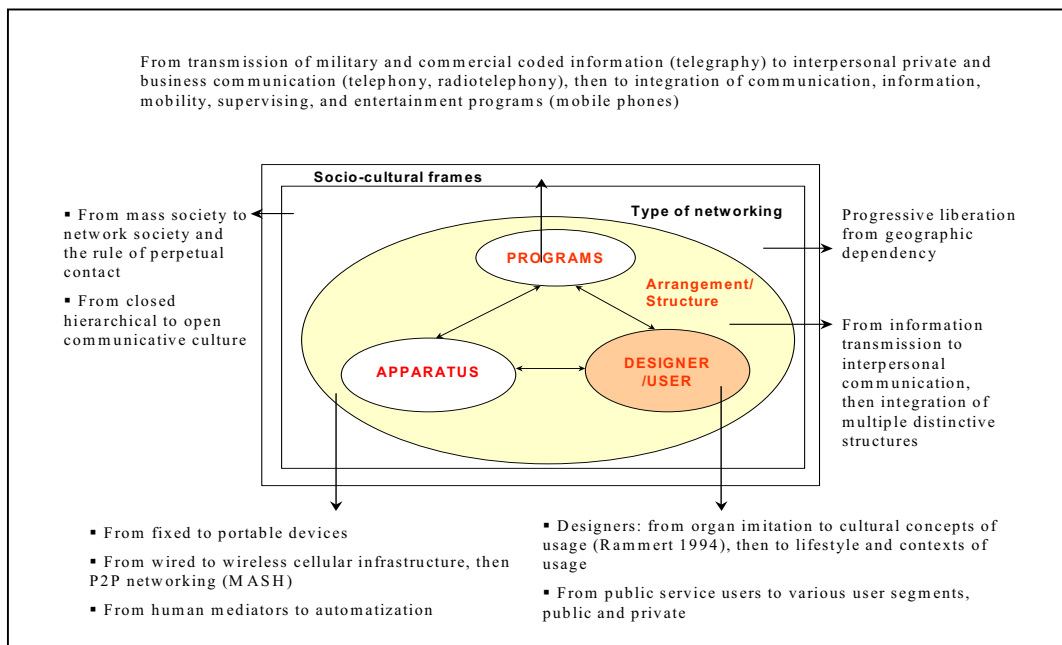 From transmission of military and commercial coded information (telegraphy) to interpersonal private and
business communication (telephony, radiotelephony), then to integration of communication, information,
mobility, supervising, and entertainment programs (mobile phones)
Socio-cultural frames
Type of networking
▪ From mass society to
network society and
the rule of perpetual
contact
▪ From closed
hierarchical to open
communicative culture
PROGRAMS
Arrangement/
Structure
APPARATUS
DESIGNER
/USER
Progressive liberation
from geographic
dependency
From information
transmission to
interpersonal
communication,
then integration of
multiple distinctive
structures
▪ From fixed to portable devices
▪ From wired to wireless cellular infrastructure, then
P2P networking (MASH)
▪ From human mediators to automatization
▪ Designers: from organ imitation to cultural concepts of
usage (Rammert 1994), then to lifestyle and contexts of
usage
▪ From public service users to various user segments,
public and private